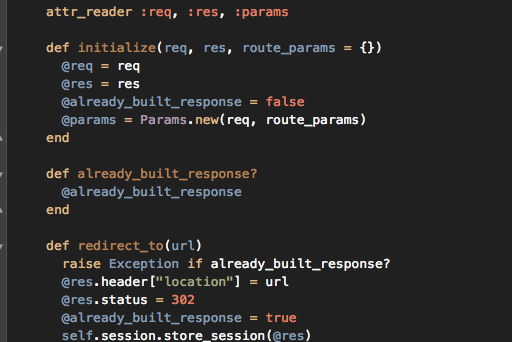 attr_reader :req, :res, :params
def initialize(req, res, route_params = {})
@req = req
@res = res
@already_built_response = false
@params = Params.new(req, route_params)
end
def already_built_response?
@already_built_response
end
def redirect_to(url)
raise Exception if already_built_response?
@res.header["location"] = url
@res.status = 302
@already_built_response = true
self.session.store_session(@res)